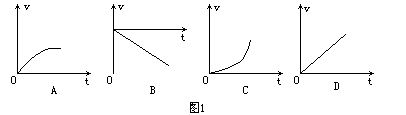 v v v v
t
0 t 0 0 t 0 t
A B C D
图1